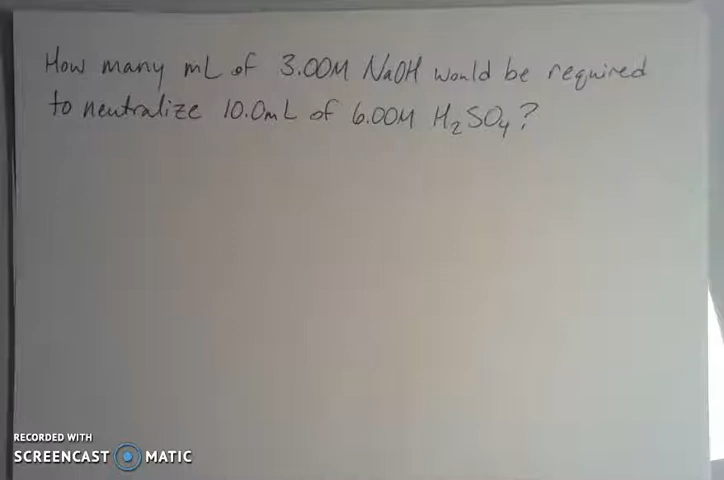 How many mL of 3.00M NaOH would be required
to neutralize 10.0mL of 6.00M H₂SO₄?
RECORDED WITH
SCREENCAST MATIC